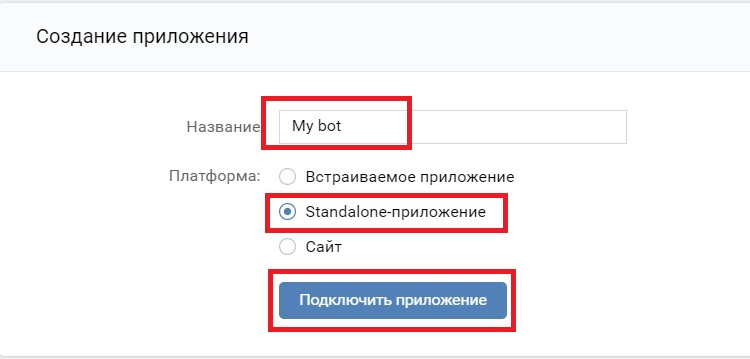 Создание приложения
Название My bot
Платформа: Встраиваемое приложение
Standalone-приложение
Сайт
Подключить приложение